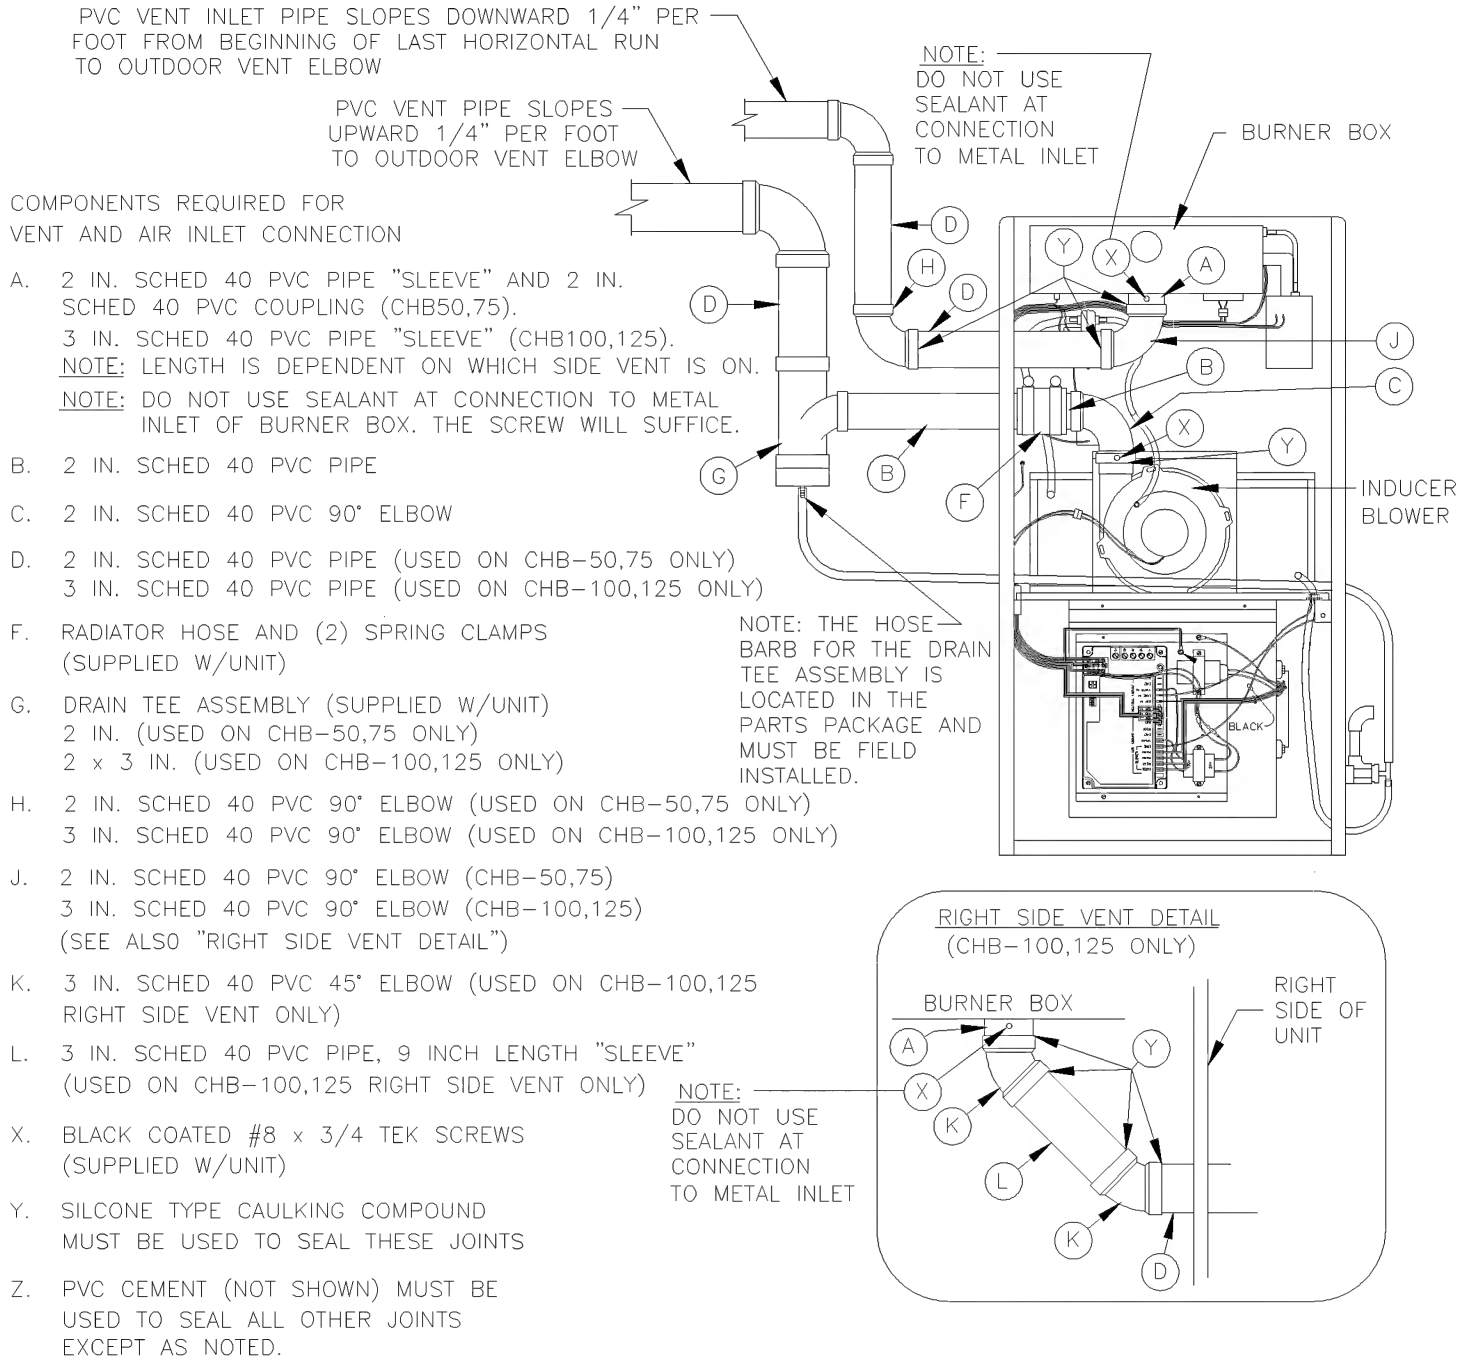 PVC VENT INLET PIPE SLOPES DOWNWARD 1/4" PER
FOOT FROM BEGINNING OF LAST HORIZONTAL RUN
TO OUTDOOR VENT ELBOW
PVC VENT PIPE SLOPES
UPWARD 1/4" PER FOOT
TO OUTDOOR VENT ELBOW
NOTE:
DO NOT USE
SEALANT AT
CONNECTION
TO METAL INLET
BURNER BOX
COMPONENTS REQUIRED FOR
VENT AND AIR INLET CONNECTION
A. 2 IN. SCHED 40 PVC PIPE "SLEEVE" AND 2 IN.
SCHED 40 PVC COUPLING (CHB50,75).
3 IN. SCHED 40 PVC PIPE "SLEEVE" (CHB100,125).
NOTE: LENGTH IS DEPENDENT ON WHICH SIDE VENT IS ON.
NOTE: DO NOT USE SEALANT AT CONNECTION TO METAL
INLET OF BURNER BOX. THE SCREW WILL SUFFICE.
B. 2 IN. SCHED 40 PVC PIPE
C. 2 IN. SCHED 40 PVC 90° ELBOW
D. 2 IN. SCHED 40 PVC PIPE (USED ON CHB-50,75 ONLY)
3 IN. SCHED 40 PVC PIPE (USED ON CHB-100,125 ONLY)
F. RADIATOR HOSE AND (2) SPRING CLAMPS
(SUPPLIED W/UNIT)
G. DRAIN TEE ASSEMBLY (SUPPLIED W/UNIT)
2 IN. (USED ON CHB-50,75 ONLY)
2 x 3 IN. (USED ON CHB-100,125 ONLY)
H. 2 IN. SCHED 40 PVC 90° ELBOW (USED ON CHB-50,75 ONLY)
3 IN. SCHED 40 PVC 90° ELBOW (USED ON CHB-100,125 ONLY)
J. 2 IN. SCHED 40 PVC 90° ELBOW (CHB-50,75)
3 IN. SCHED 40 PVC 90° ELBOW (CHB-100,125)
(SEE ALSO "RIGHT SIDE VENT DETAIL")
K. 3 IN. SCHED 40 PVC 45° ELBOW (USED ON CHB-100,125
RIGHT SIDE VENT ONLY)
L. 3 IN. SCHED 40 PVC PIPE, 9 INCH LENGTH "SLEEVE"
(USED ON CHB-100,125 RIGHT SIDE VENT ONLY)
X. BLACK COATED #8 x 3/4 TEK SCREWS
(SUPPLIED W/UNIT)
Y. SILCONE TYPE CAULKING COMPOUND
MUST BE USED TO SEAL THESE JOINTS
Z. PVC CEMENT (NOT SHOWN) MUST BE
USED TO SEAL ALL OTHER JOINTS
EXCEPT AS NOTED.
D
Y
X
A
H
D
D
J
B
C
X
Y
G
B
F
INDUCER
BLOWER
NOTE: THE HOSE
BARB FOR THE DRAIN
TEE ASSEMBLY IS
LOCATED IN THE
PARTS PACKAGE AND
MUST BE FIELD
INSTALLED.
BLACK
RIGHT SIDE VENT DETAIL
(CHB-100,125 ONLY)
BURNER BOX
RIGHT
SIDE OF
UNIT
A
Y
X
K
L
K
D
NOTE:
DO NOT USE
SEALANT AT
CONNECTION
TO METAL INLET